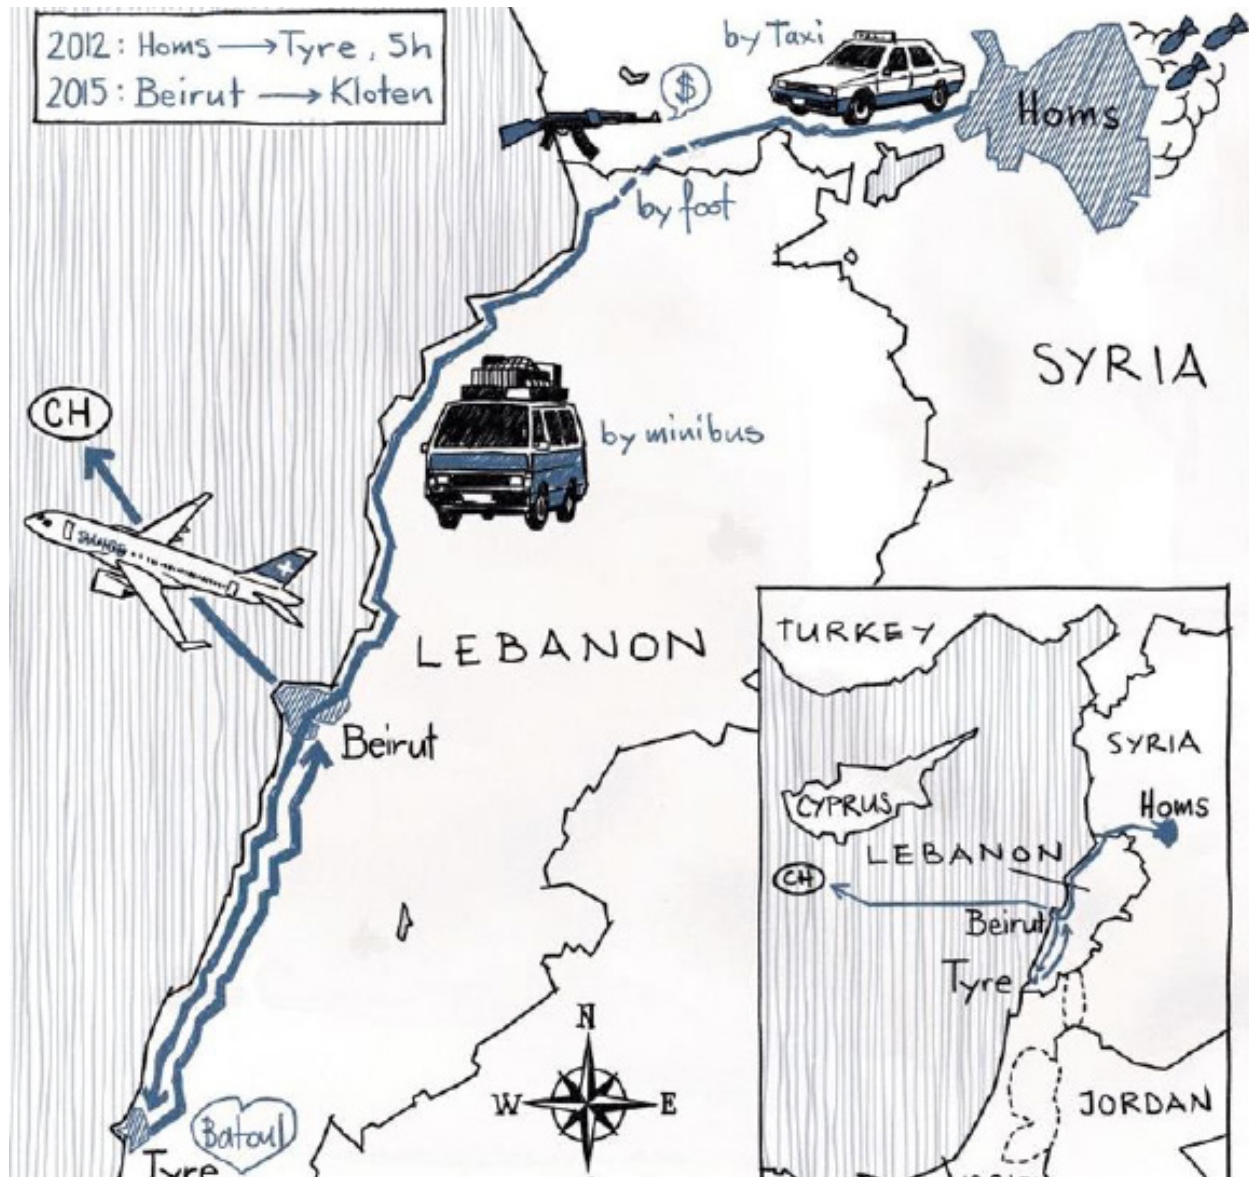 2012: Homs → Tyre, 5h
2015: Beirut → Kloten
by Taxi
$
Homs
by foot
SYRIA
CH
by minibus
LEBANON
Beirut
TURKEY
SYRIA
CYPRUS
Homs
LEBANON
CH
Beirut
Tyre
JORDAN
N
W
E
Batoul
Tyre